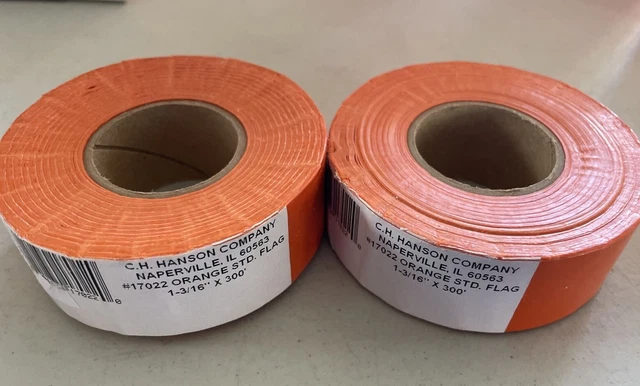 C.H. HANSON COMPANY
NAPERVILLE, IL 60563
#17022 ORANGE STD. FLAG
1-3/16" X 300'
C.H. HANSON COMPANY
NAPERVILLE, IL 60563
#17022 ORANGE STD. FLAG
1-3/16" X 300'